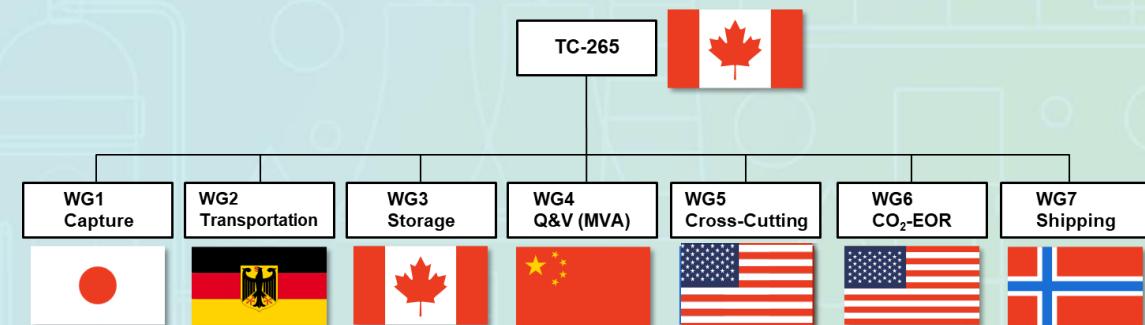 TC-265
WG1
Capture
WG2
Transportation
WG3
Storage
WG4
Q&V (MVA)
WG5
Cross-Cutting
WG6
CO₂-EOR
WG7
Shipping